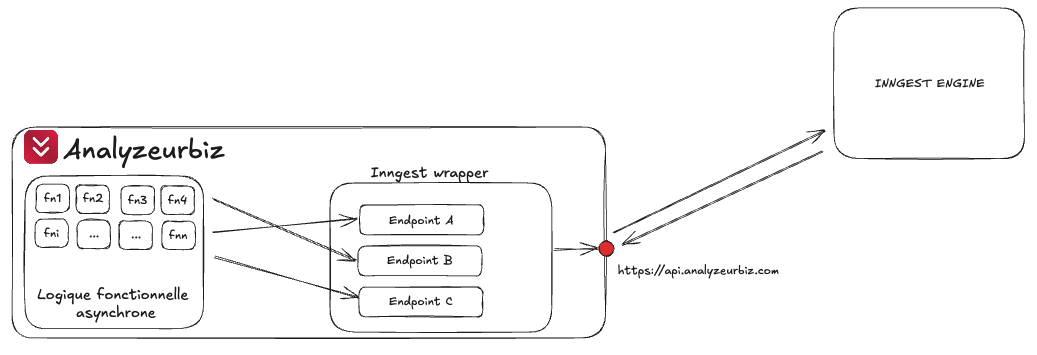 INNGEST ENGINE
Analyzeurbiz
Inngest wrapper
fn1 fn2 fn3 fn4
fni ... ... fnn
Logique fonctionnelle
asynchrone
Endpoint A
Endpoint B
Endpoint C
https://api.analyzeurbiz.com